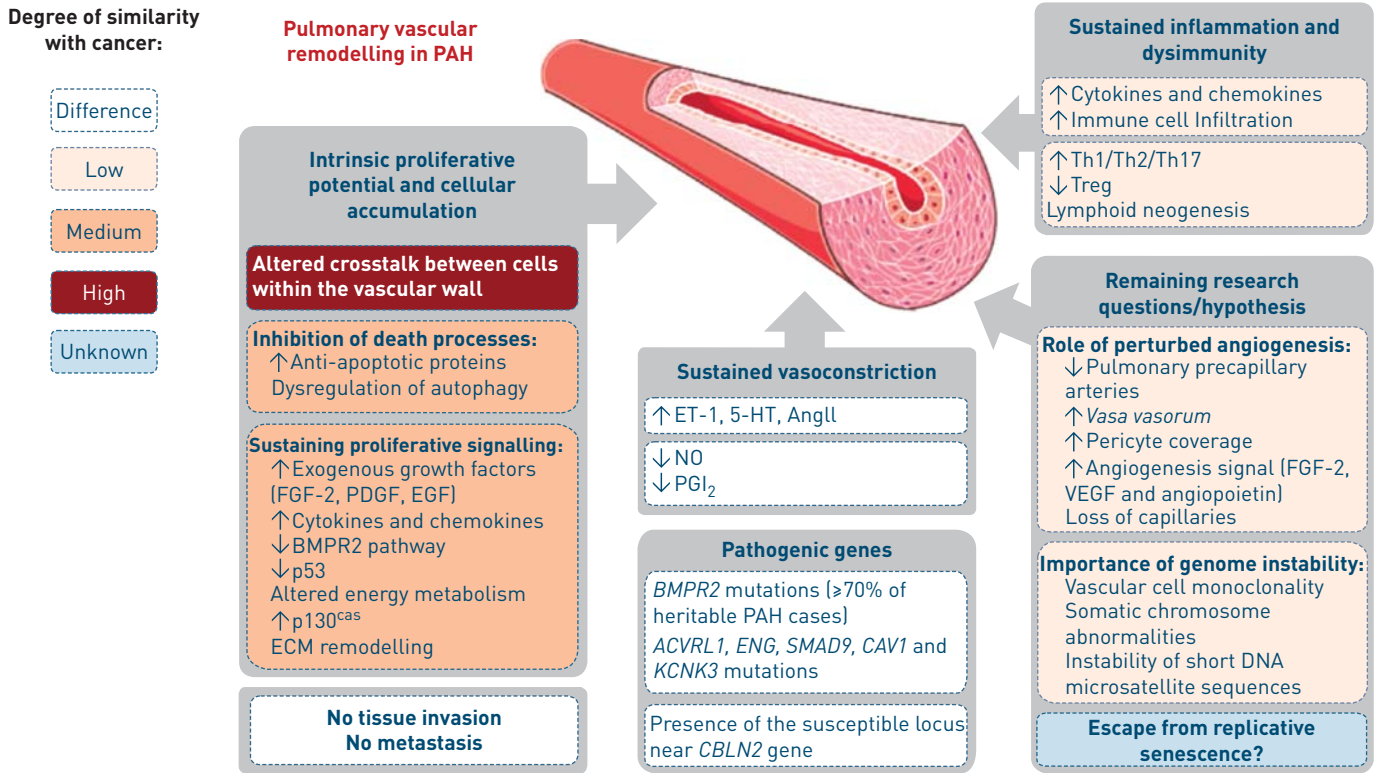 Degree of similarity
with cancer:
Difference
Low
Medium
High
Unknown
Pulmonary vascular
remodelling in PAH
Intrinsic proliferative
potential and cellular
accumulation
Altered crosstalk between cells
within the vascular wall
Inhibition of death processes:
↑Anti-apoptotic proteins
Dysregulation of autophagy
Sustaining proliferative signalling:
↑Exogenous growth factors
(FGF-2, PDGF, EGF)
↑Cytokines and chemokines
↓BMPR2 pathway
↓p53
Altered energy metabolism
↑p130cas
ECM remodelling
No tissue invasion
No metastasis
Sustained vasoconstriction
↑ET-1, 5-HT, AngII
↓NO
↓PGI₂
Pathogenic genes
BMPR2 mutations (≥70% of
heritable PAH cases)
ACVRL1, ENG, SMAD9, CAV1 and
KCNK3 mutations
Presence of the susceptible locus
near CBLN2 gene
Sustained inflammation and
dysimmunity
↑Cytokines and chemokines
↑Immune cell Infiltration
↑Th1/Th2/Th17
↓Treg
Lymphoid neogenesis
Remaining research
questions/hypothesis
Role of perturbed angiogenesis:
↓Pulmonary precapillary
arteries
↑Vasa vasorum
↑Pericyte coverage
↑Angiogenesis signal (FGF-2,
VEGF and angiopoietin)
Loss of capillaries
Importance of genome instability:
Vascular cell monoclonality
Somatic chromosome
abnormalities
Instability of short DNA
microsatellite sequences
Escape from replicative
senescence?